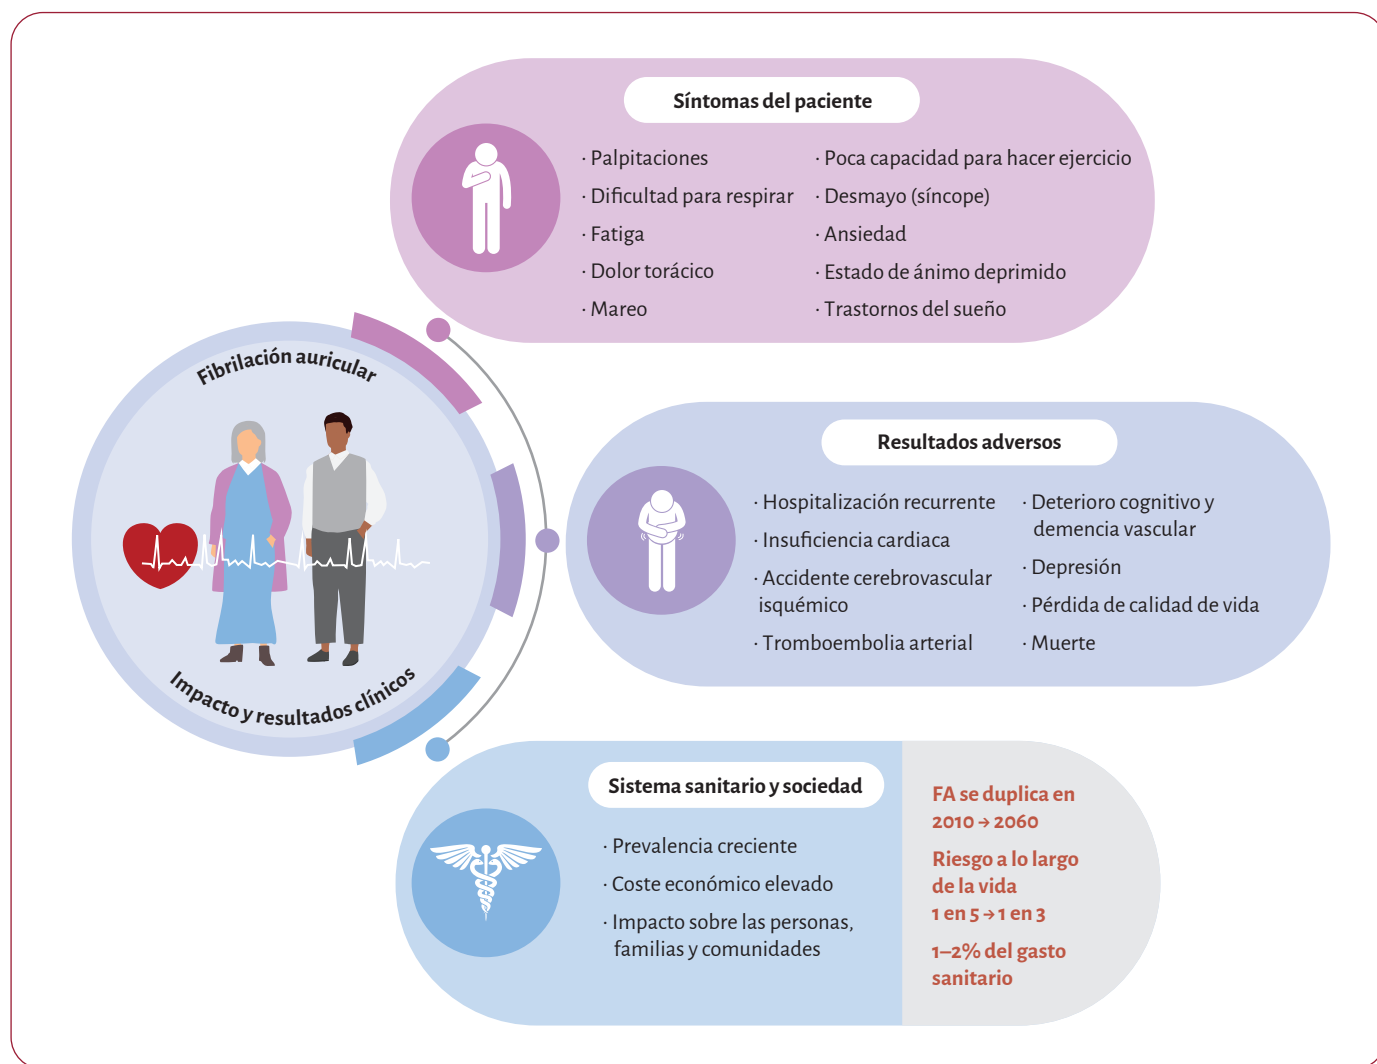 Síntomas del paciente
· Palpitaciones
· Dificultad para respirar
· Fatiga
· Dolor torácico
· Mareo
· Poca capacidad para hacer ejercicio
· Desmayo (síncope)
· Ansiedad
· Estado de ánimo deprimido
· Trastornos del sueño
Fibrilación auricular
Impacto y resultados clínicos
Resultados adversos
· Hospitalización recurrente
· Insuficiencia cardiaca
· Accidente cerebrovascular
isquémico
· Tromboembolia arterial
· Deterioro cognitivo y
demencia vascular
· Depresión
· Pérdida de calidad de vida
· Muerte
Sistema sanitario y sociedad
· Prevalencia creciente
· Coste económico elevado
· Impacto sobre las personas,
familias y comunidades
FA se duplica en
2010 → 2060
Riesgo a lo largo
de la vida
1 en 5 → 1 en 3
1–2% del gasto
sanitario